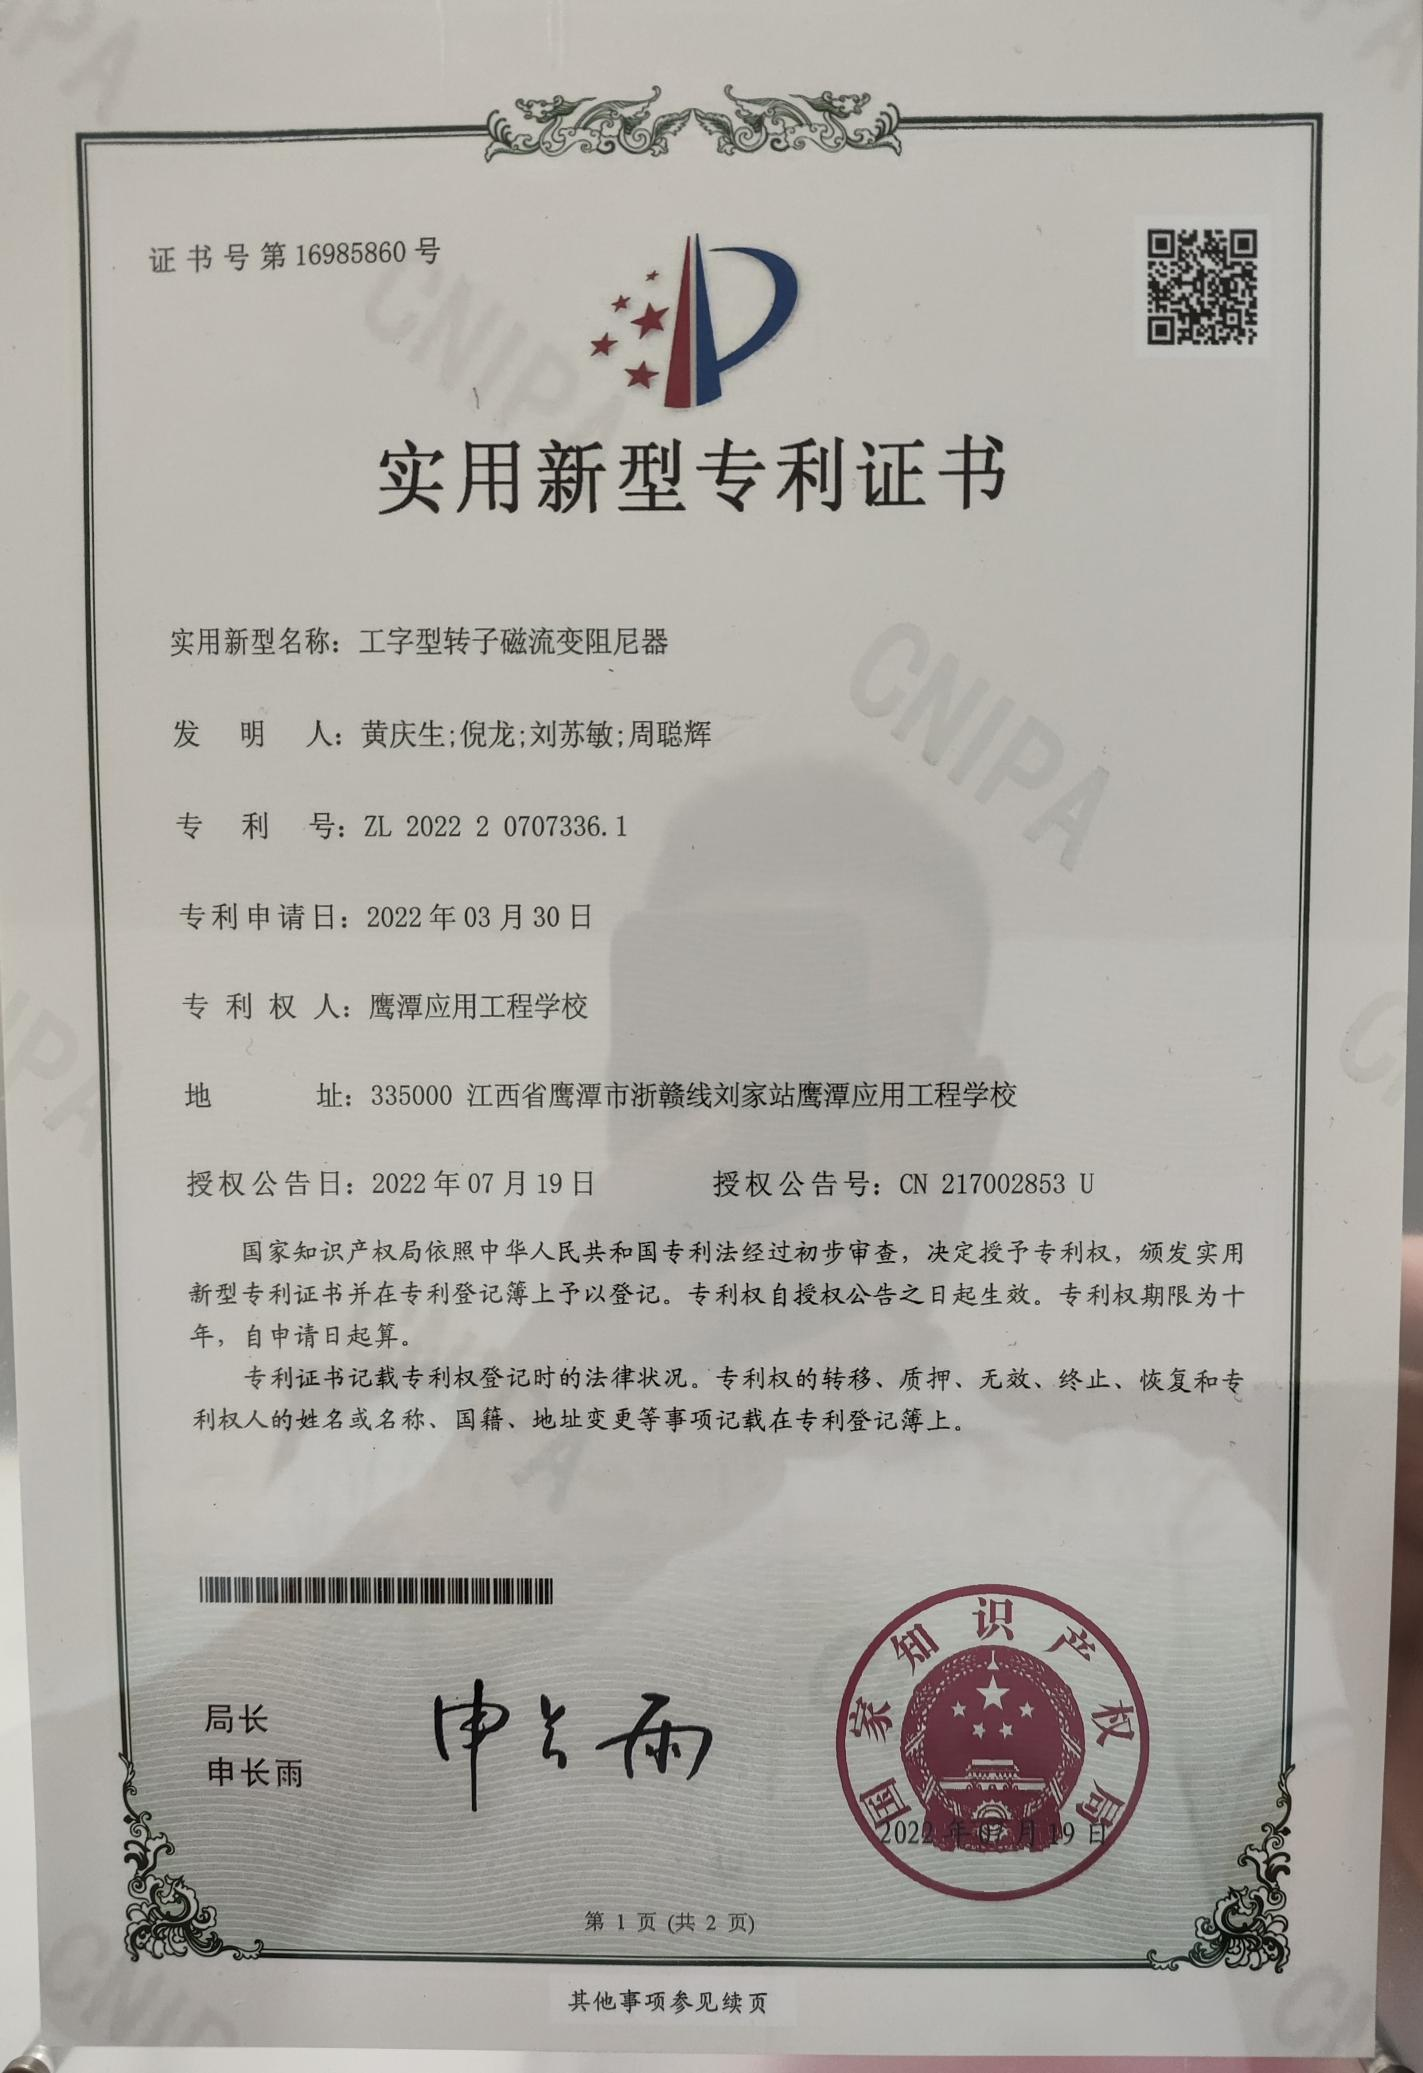 证书号第16985860号
实用新型专利证书
实用新型名称：工字型转子磁流变阻尼器
发明人：黄庆生;倪龙;刘苏敏;周聪辉
专利号：ZL 2022 2 0707336.1
专利申请日：2022年03月30日
专利权人：鹰潭应用工程学校
地址：335000 江西省鹰潭市浙赣线刘家站鹰潭应用工程学校
授权公告日：2022年07月19日 授权公告号：CN 217002853 U
国家知识产权局依照中华人民共和国专利法经过初步审查，决定授予专利权，颁发实用
新型专利证书并在专利登记簿上予以登记。专利权自授权公告之日起生效。专利权期限为十
年，自申请日起算。
专利证书记载专利权登记时的法律状况。专利权的转移、质押、无效、终止、恢复和专
利权人的姓名或名称、国籍、地址变更等事项记载在专利登记簿上。
局长
申长雨
申长雨
国家知识产权局
2022年07月19日
第 1 页 (共 2 页)
其他事项参见续页
CNIPA
CNIPA
CNIPA